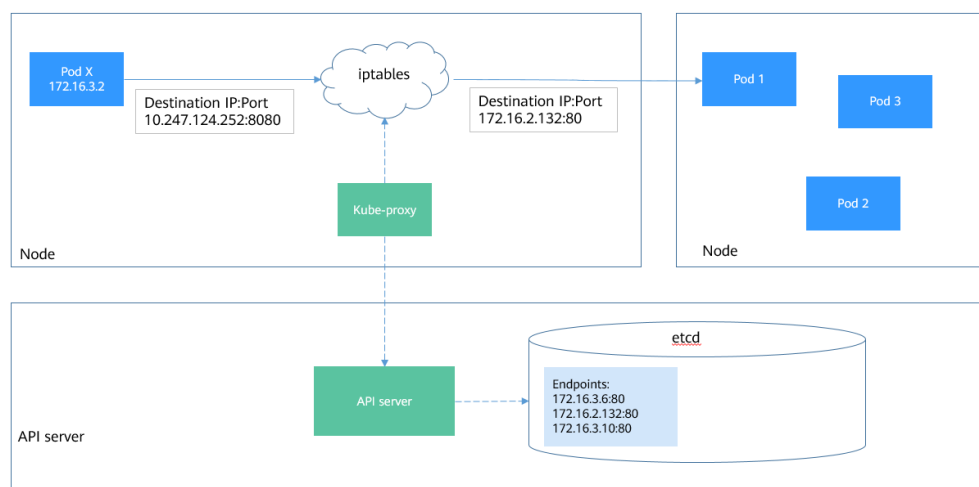 Pod X
172.16.3.2
iptables
Destination IP:Port
10.247.124.252:8080
Destination IP:Port
172.16.2.132:80
Pod 1
Pod 3
Pod 2
Kube-proxy
Node
Node
etcd
Endpoints:
172.16.3.6:80
172.16.2.132:80
172.16.3.10:80
API server
API server